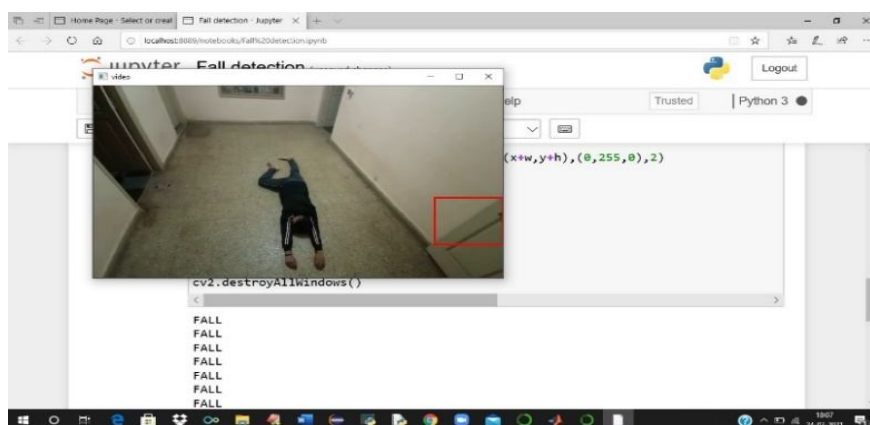 Home Page - Select or creat
Fall detection - Jupyter
localhost:8889/notebooks/Fall%20detection.ipynb
Fall detection
Logout
video
elp
Trusted
Python 3
(x+w,y+h),(0,255,0),2)
cv2.destroyAllWindows()
FALL
FALL
FALL
FALL
FALL
FALL
FALL
1807